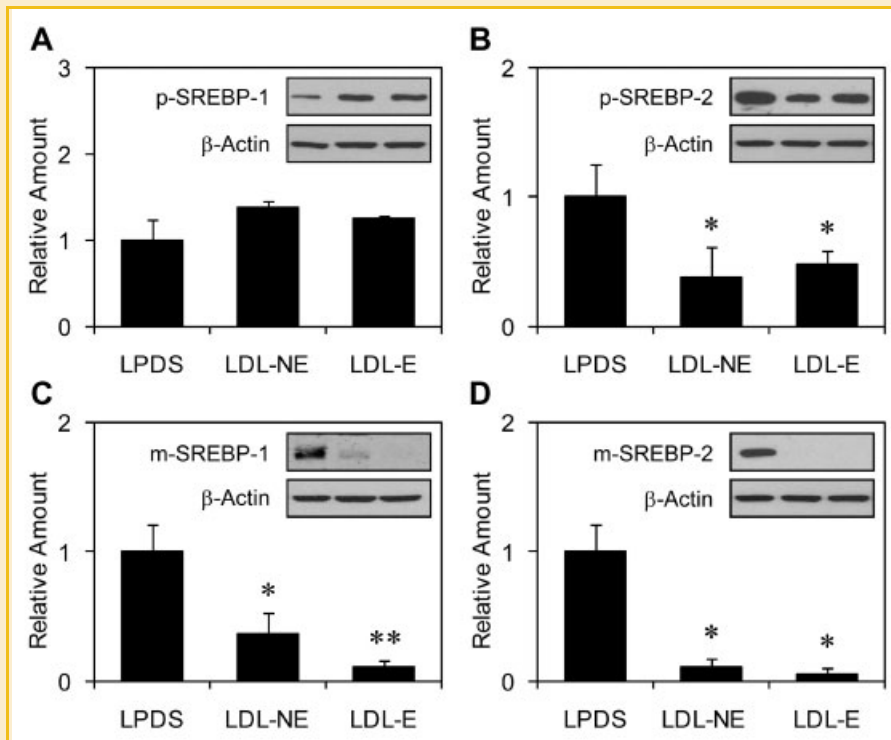 A
3
2
1
0
Relative Amount
p-SREBP-1
β-Actin
LPDS LDL-NE LDL-E
B
2
1
0
Relative Amount
p-SREBP-2
β-Actin
*
*
LPDS LDL-NE LDL-E
C
2
1
0
Relative Amount
m-SREBP-1
β-Actin
*
**
LPDS LDL-NE LDL-E
D
2
1
0
Relative Amount
m-SREBP-2
β-Actin
*
*
LPDS LDL-NE LDL-E